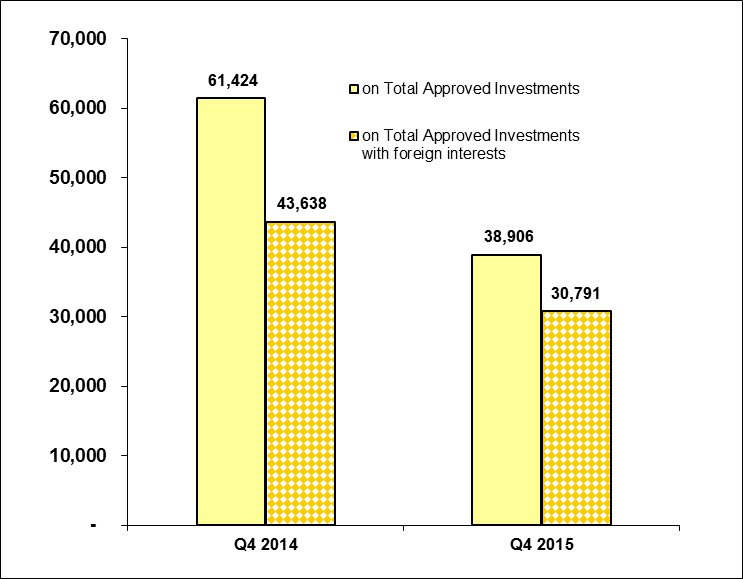 70,000
60,000
50,000
40,000
30,000
20,000
10,000
-
61,424
43,638
38,906
30,791
on Total Approved Investments
on Total Approved Investments
with foreign interests
Q4 2014
Q4 2015